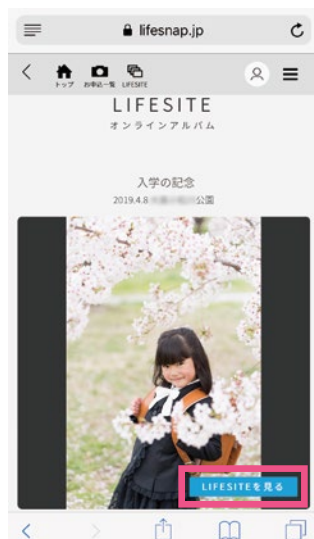 lifesnap.jp
トップ
お申込一覧
LIFESITE
LIFESITE
オンラインアルバム
入学の記念
2019.4.8
公園
LIFESITEを見る